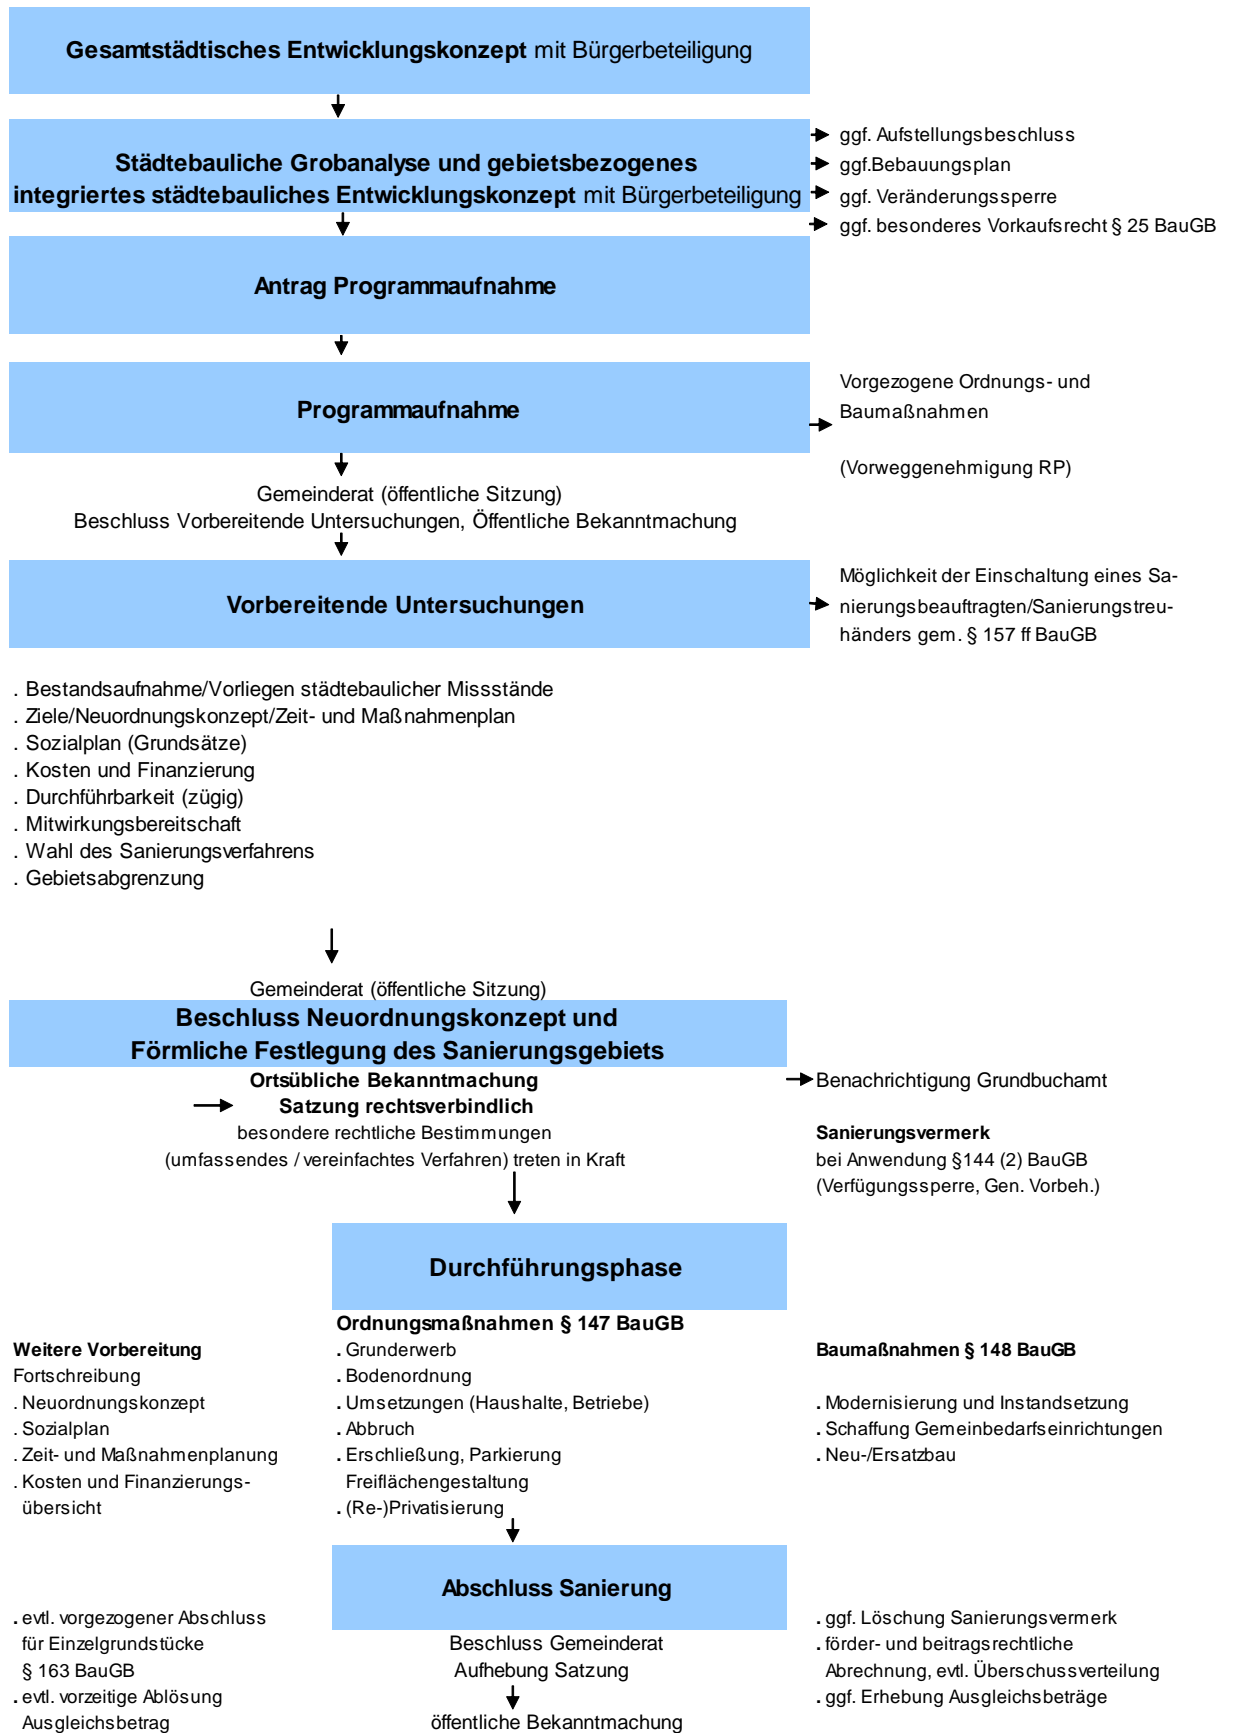 Gesamtstädtisches Entwicklungskonzept mit Bürgerbeteiligung
Städtebauliche Grobanalyse und gebietsbezogenes
integriertes städtebauliches Entwicklungskonzept mit Bürgerbeteiligung
ggf. Aufstellungsbeschluss
ggf.Bebauungsplan
ggf. Veränderungssperre
ggf. besonderes Vorkaufsrecht § 25 BauGB
Antrag Programmaufnahme
Programmaufnahme
Vorgezogene Ordnungs- und
Baumaßnahmen
(Vorweggenehmigung RP)
Gemeinderat (öffentliche Sitzung)
Beschluss Vorbereitende Untersuchungen, Öffentliche Bekanntmachung
Vorbereitende Untersuchungen
Möglichkeit der Einschaltung eines Sa-
nierungsbeauftragten/Sanierungstreu-
händers gem. § 157 ff BauGB
. Bestandsaufnahme/Vorliegen städtebaulicher Missstände
. Ziele/Neuordnungskonzept/Zeit- und Maßnahmenplan
. Sozialplan (Grundsätze)
. Kosten und Finanzierung
. Durchführbarkeit (zügig)
. Mitwirkungsbereitschaft
. Wahl des Sanierungsverfahrens
. Gebietsabgrenzung
Gemeinderat (öffentliche Sitzung)
Beschluss Neuordnungskonzept und
Förmliche Festlegung des Sanierungsgebiets
Ortsübliche Bekanntmachung
Satzung rechtsverbindlich
besondere rechtliche Bestimmungen
(umfassendes / vereinfachtes Verfahren) treten in Kraft
Benachrichtigung Grundbuchamt
Sanierungsvermerk
bei Anwendung §144 (2) BauGB
(Verfügungssperre, Gen. Vorbeh.)
Durchführungsphase
Weitere Vorbereitung
Fortschreibung
. Neuordnungskonzept
. Sozialplan
. Zeit- und Maßnahmenplanung
. Kosten und Finanzierungs-
übersicht
Ordnungsmaßnahmen § 147 BauGB
. Grunderwerb
. Bodenordnung
. Umsetzungen (Haushalte, Betriebe)
. Abbruch
. Erschließung, Parkierung
Freiflächengestaltung
. (Re-)Privatisierung
Baumaßnahmen § 148 BauGB
. Modernisierung und Instandsetzung
. Schaffung Gemeinbedarfseinrichtungen
. Neu-/Ersatzbau
Abschluss Sanierung
. evtl. vorgezogener Abschluss
für Einzelgrundstücke
§ 163 BauGB
. evtl. vorzeitige Ablösung
Ausgleichsbetrag
Beschluss Gemeinderat
Aufhebung Satzung
öffentliche Bekanntmachung
. ggf. Löschung Sanierungsvermerk
. förder- und beitragsrechtliche
Abrechnung, evtl. Überschussverteilung
. ggf. Erhebung Ausgleichsbeträge